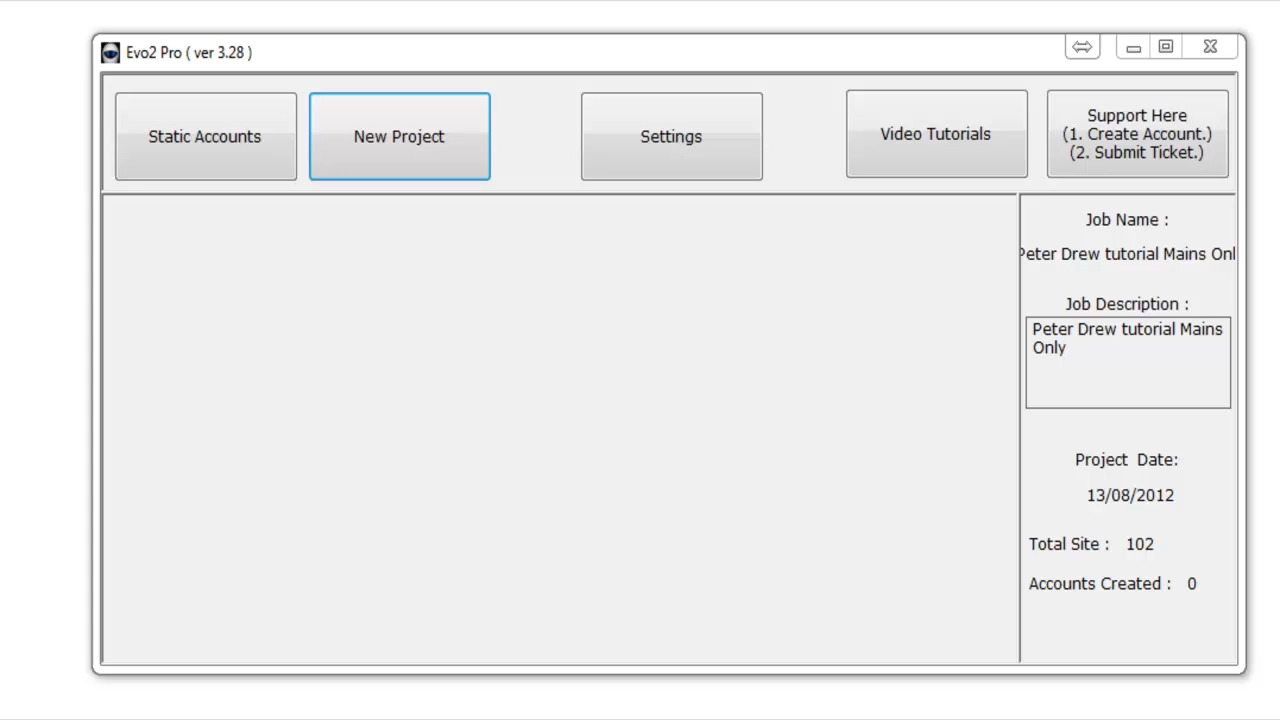 Evo2 Pro ( ver 3.28 )
Static Accounts
New Project
Settings
Video Tutorials
Support Here
(1. Create Account.)
(2. Submit Ticket.)
Job Name :
Peter Drew tutorial Mains Onl
Job Description :
Peter Drew tutorial Mains
Only
Project Date:
13/08/2012
Total Site : 102
Accounts Created : 0